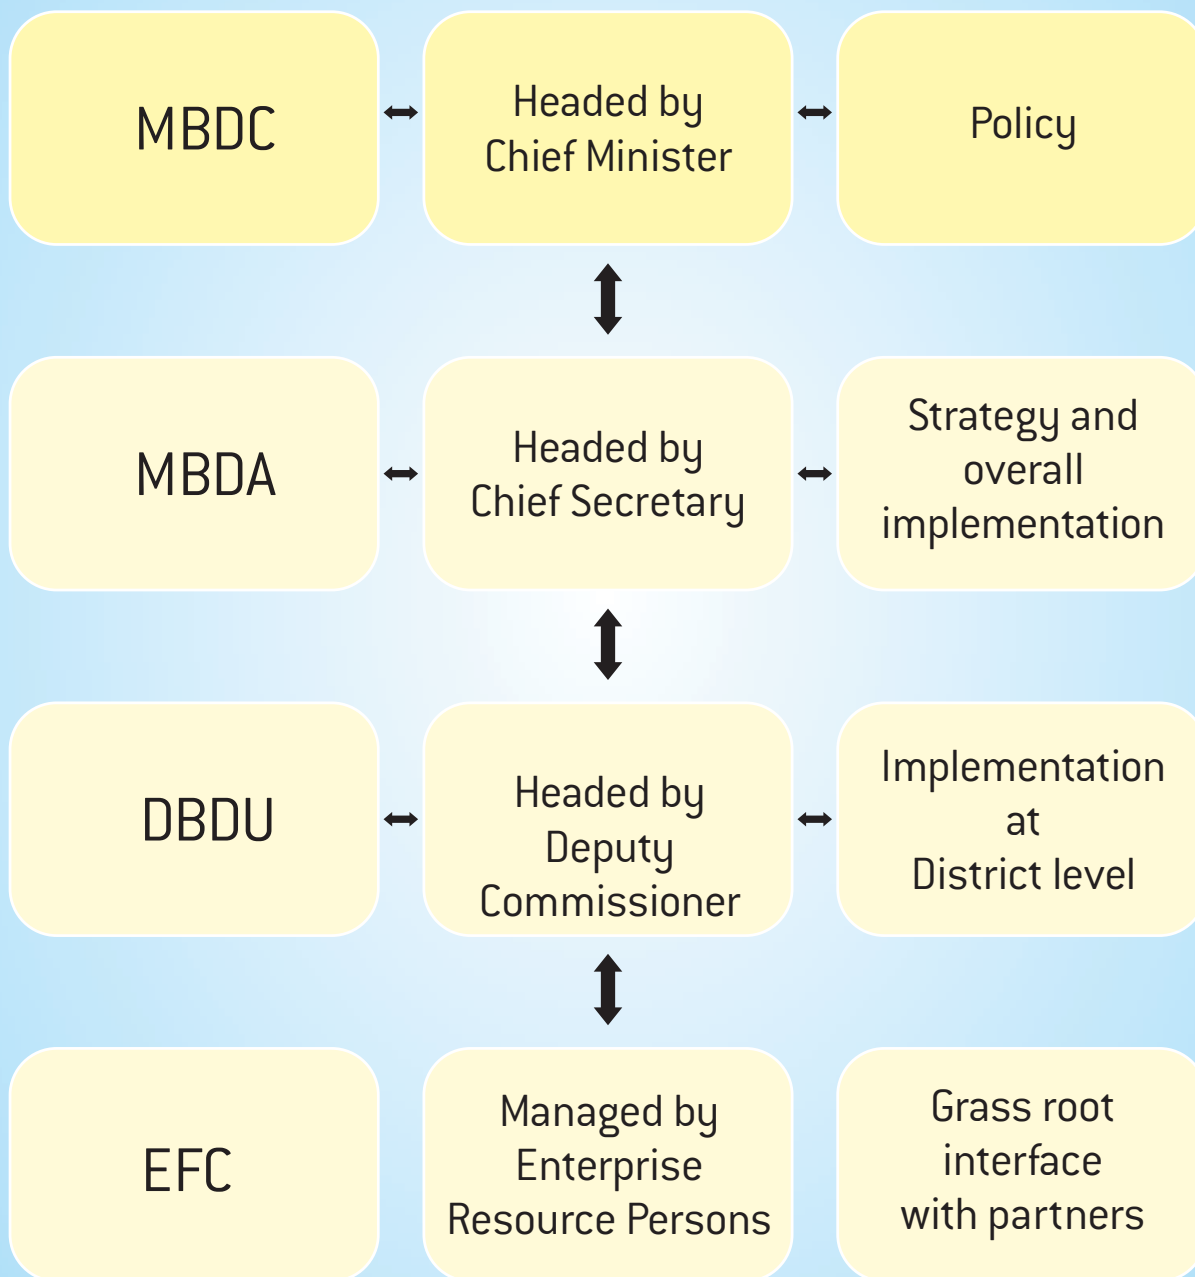 MBDC
Headed by
Chief Minister
Policy
MBDA
Headed by
Chief Secretary
Strategy and
overall
implementation
DBDU
Headed by
Deputy
Commissioner
Implementation
at
District level
EFC
Managed by
Enterprise
Resource Persons
Grass root
interface
with partners